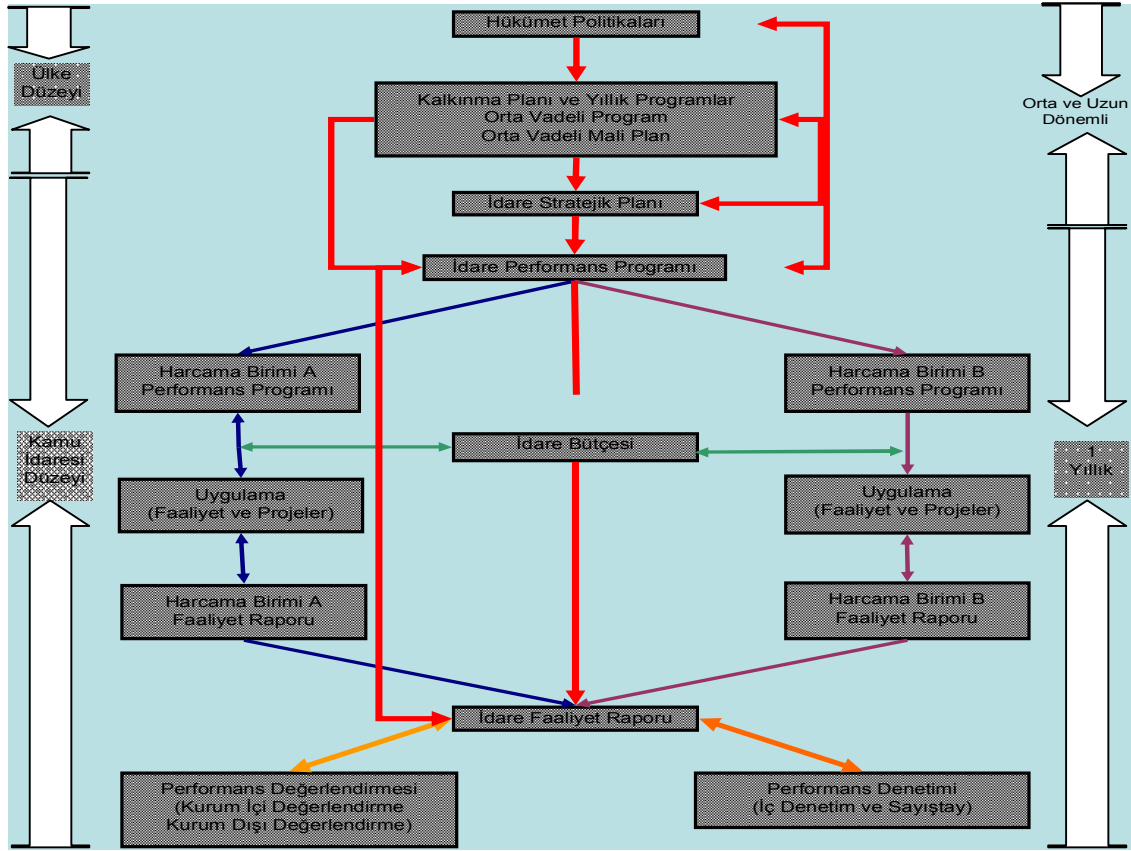 Hükümet Politikaları
Ülke
Düzeyi
Kalkınma Planı ve Yıllık Programlar
Orta Vadeli Program
Orta Vadeli Mali Plan
Orta ve Uzun
Dönemli
İdare Stratejik Planı
İdare Performans Programı
Harcama Birimi A
Performans Programı
Harcama Birimi B
Performans Programı
Kamu
İdaresi
Düzeyi
İdare Bütçesi
1
Yıllık
Uygulama
(Faaliyet ve Projeler)
Uygulama
(Faaliyet ve Projeler)
Harcama Birimi A
Faaliyet Raporu
Harcama Birimi B
Faaliyet Raporu
İdare Faaliyet Raporu
Performans Değerlendirmesi
(Kurum İçi Değerlendirme
Kurum Dışı Değerlendirme)
Performans Denetimi
(İç Denetim ve Sayıştay)